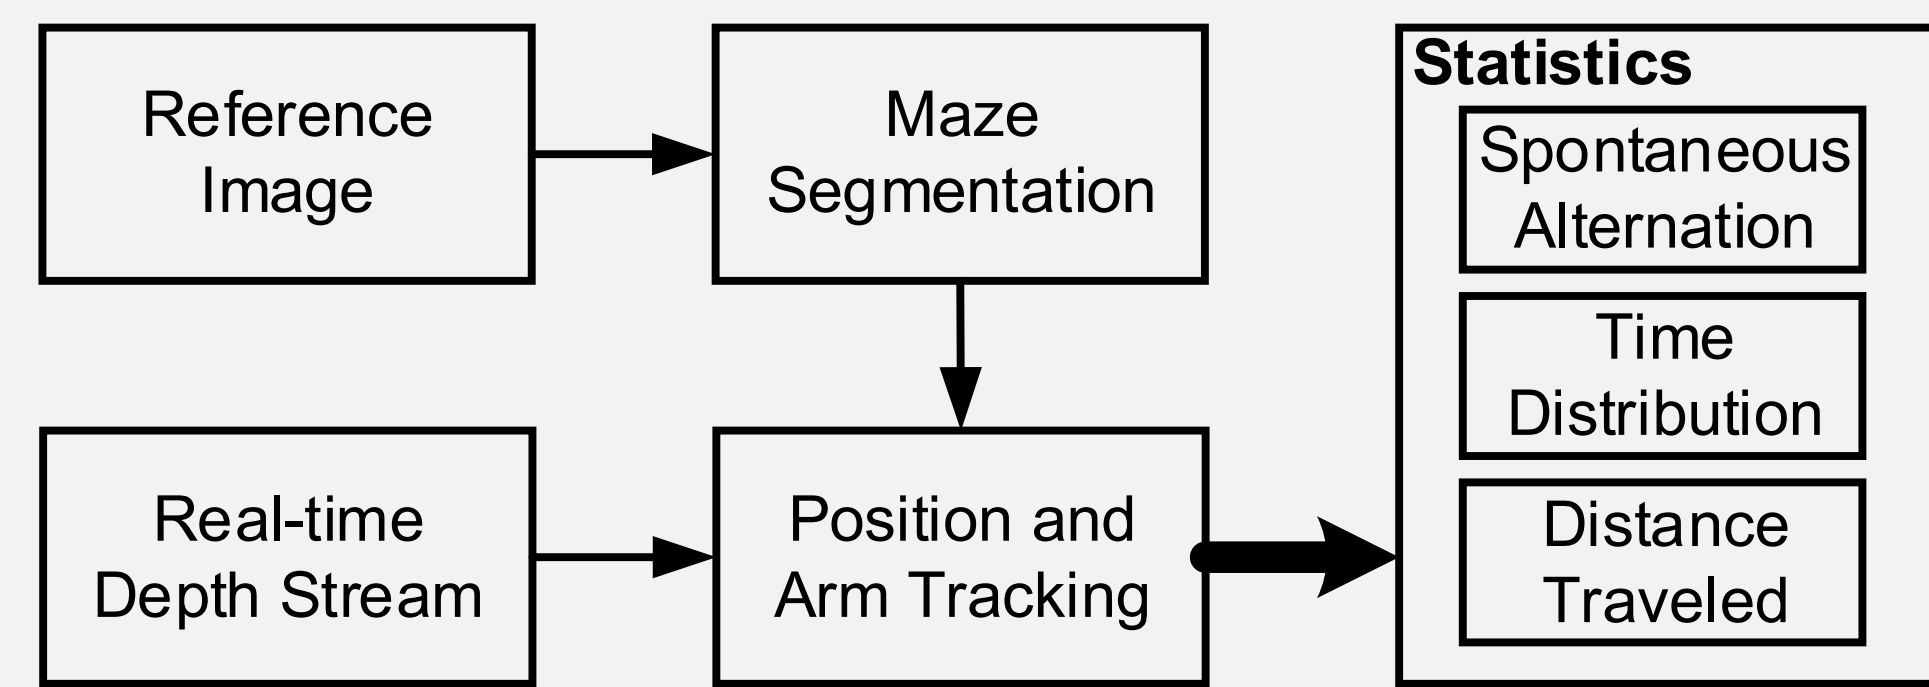 Reference
Image
Maze
Segmentation
Real-time
Depth Stream
Position and
Arm Tracking
Statistics
Spontaneous
Alternation
Time
Distribution
Distance
Traveled